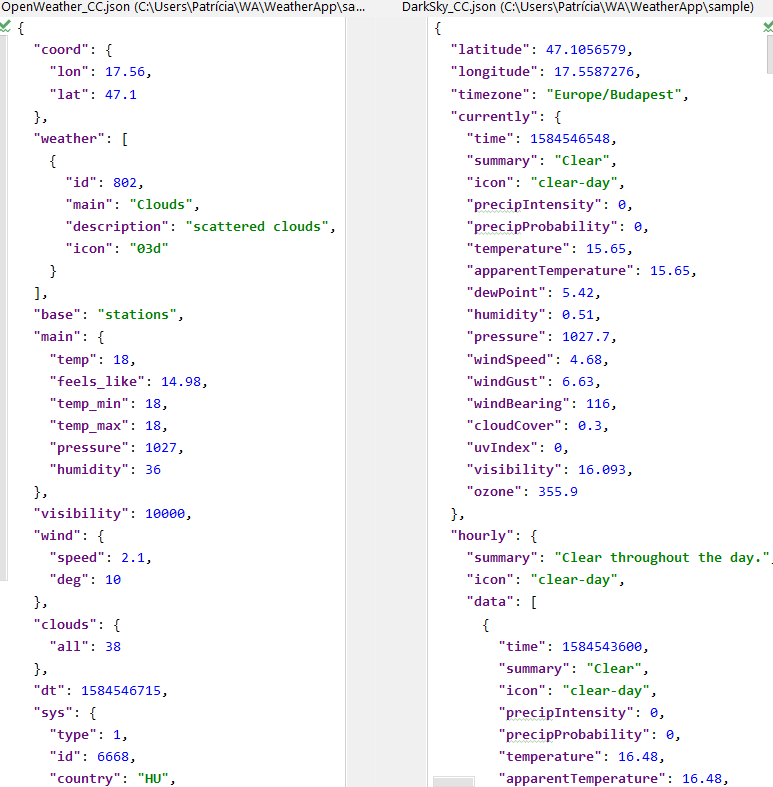 OpenWeather_CC.json (C:\Users\Patrícia\WA\WeatherApp\sa...
{
"coord": {
"lon": 17.56,
"lat": 47.1
},
"weather": [
{
"id": 802,
"main": "Clouds",
"description": "scattered clouds",
"icon": "03d"
}
],
"base": "stations",
"main": {
"temp": 18,
"feels_like": 14.98,
"temp_min": 18,
"temp_max": 18,
"pressure": 1027,
"humidity": 36
},
"visibility": 10000,
"wind": {
"speed": 2.1,
"deg": 10
},
"clouds": {
"all": 38
},
"dt": 1584546715,
"sys": {
"type": 1,
"id": 6668,
"country": "HU",
DarkSky_CC.json (C:\Users\Patrícia\WA\WeatherApp\sample)
{
"latitude": 47.1056579,
"longitude": 17.5587276,
"timezone": "Europe/Budapest",
"currently": {
"time": 1584546548,
"summary": "Clear",
"icon": "clear-day",
"precipIntensity": 0,
"precipProbability": 0,
"temperature": 15.65,
"apparentTemperature": 15.65,
"dewPoint": 5.42,
"humidity": 0.51,
"pressure": 1027.7,
"windSpeed": 4.68,
"windGust": 6.63,
"windBearing": 116,
"cloudCover": 0.3,
"uvIndex": 0,
"visibility": 16.093,
"ozone": 355.9
},
"hourly": {
"summary": "Clear throughout the day.",
"icon": "clear-day",
"data": [
{
"time": 1584543600,
"summary": "Clear",
"icon": "clear-day",
"precipIntensity": 0,
"precipProbability": 0,
"temperature": 16.48,
"apparentTemperature": 16.48,